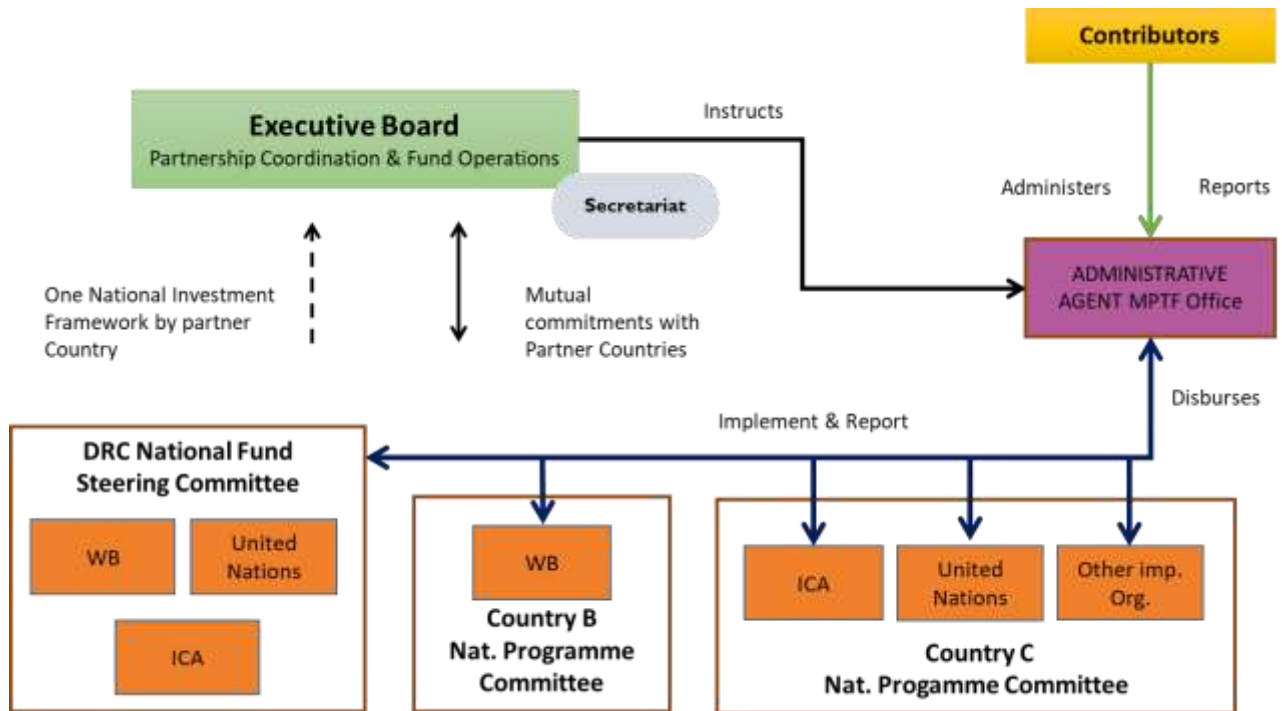 Contributors
Executive Board
Partnership Coordination & Fund Operations
Instructs
Secretariat
Administers
Reports
ADMINISTRATIVE
AGENT MPTF Office
One National Investment
Framework by partner
Country
Mutual
commitments with
Partner Countries
Disburses
Implement & Report
DRC National Fund
Steering Committee
WB
United
Nations
ICA
WB
Country B
Nat. Programme
Committee
ICA
United
Nations
Other imp.
Org.
Country C
Nat. Progamme Committee